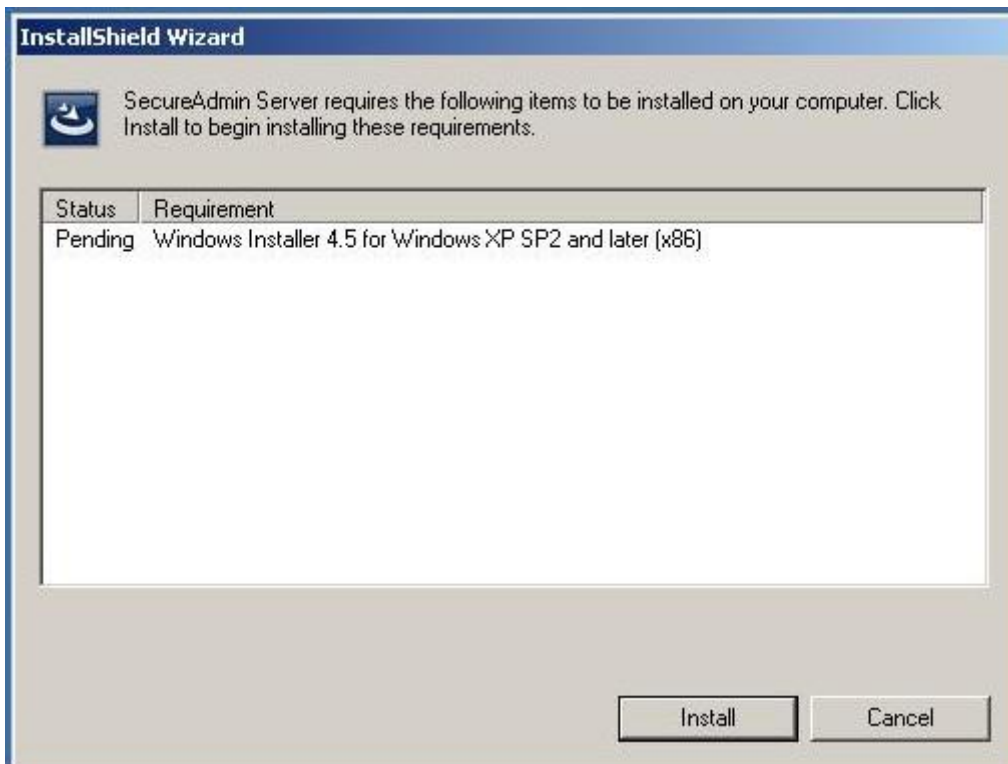 InstallShield Wizard
SecureAdmin Server requires the following items to be installed on your computer. Click
Install to begin installing these requirements.
Status Requirement
Pending Windows Installer 4.5 for Windows XP SP2 and later (x86)
Install Cancel